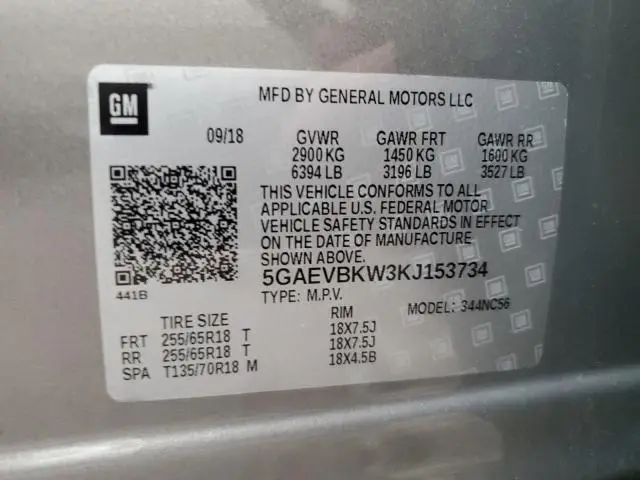 GM
MFD BY GENERAL MOTORS LLC
09/18 GVWR GAWR FRT GAWR RR
2900 KG 1450 KG 1600 KG
6394 LB 3196 LB 3527 LB
THIS VEHICLE CONFORMS TO ALL
APPLICABLE U.S. FEDERAL MOTOR
VEHICLE SAFETY STANDARDS IN EFFECT
ON THE DATE OF MANUFACTURE
SHOWN ABOVE.
5GAEVBKW3KJ153734
441B
TYPE: M.P.V. MODEL: 344NC56
TIRE SIZE RIM
FRT 255/65R18 T 18X7.5J
RR 255/65R18 T 18X7.5J
SPA T135/70R18 M 18X4.5B